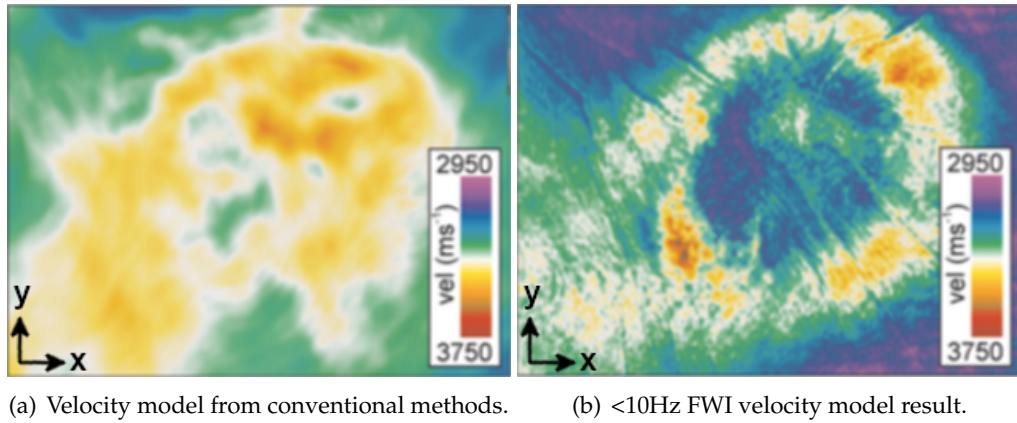 2950
vel (ms⁻¹)
3750
y
x
2950
vel (ms⁻¹)
3750
y
x
(a) Velocity model from conventional methods.
(b) <10Hz FWI velocity model result.